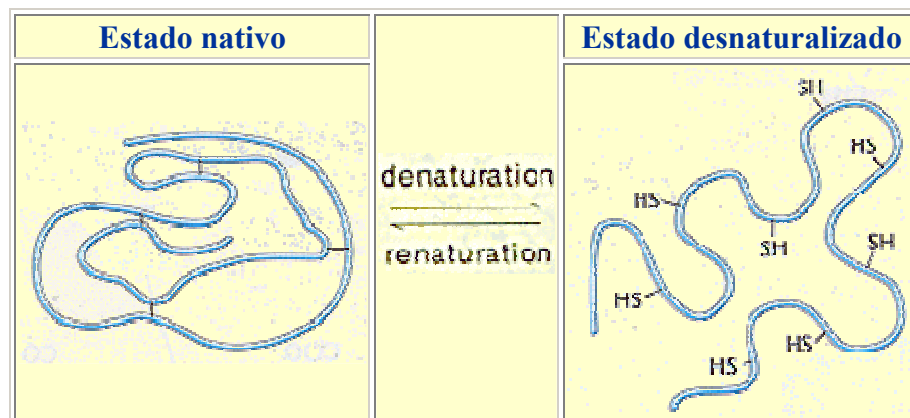 Estado nativo
Estado desnaturalizado
denaturation
renaturation
SH
HS
HS
SH
SH
HS
HS
HS